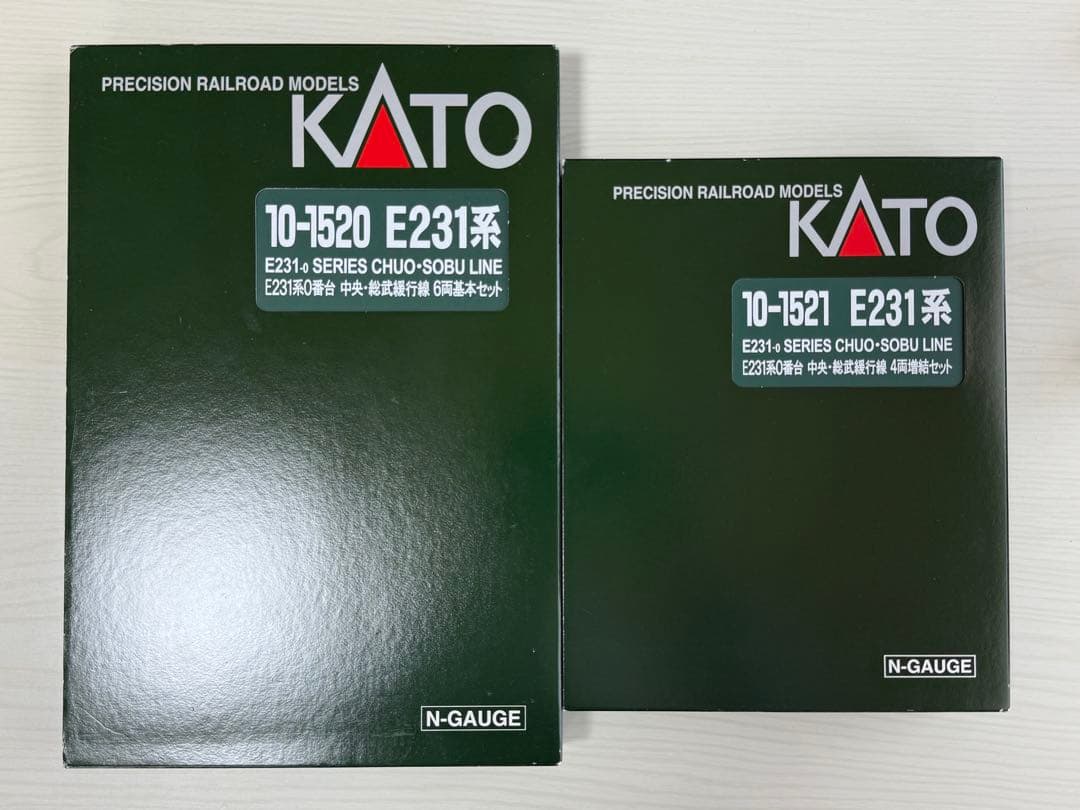 PRECISION RAILROAD MODELS
KATO
10-1520 E231系
E231-0 SERIES CHUO・SOBU LINE
E231系0番台 中央・総武緩行線 6両基本セット
N-GAUGE
PRECISION RAILROAD MODELS
KATO
10-1521 E231系
E231-0 SERIES CHUO・SOBU LINE
E231系0番台 中央・総武緩行線 4両増結セット
N-GAUGE